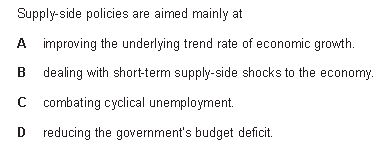 Supply-side policies are aimed mainly at
A improving the underlying trend rate of economic growth.
B dealing with short-term supply-side shocks to the economy.
C combating cyclical unemployment.
D reducing the government's budget deficit.